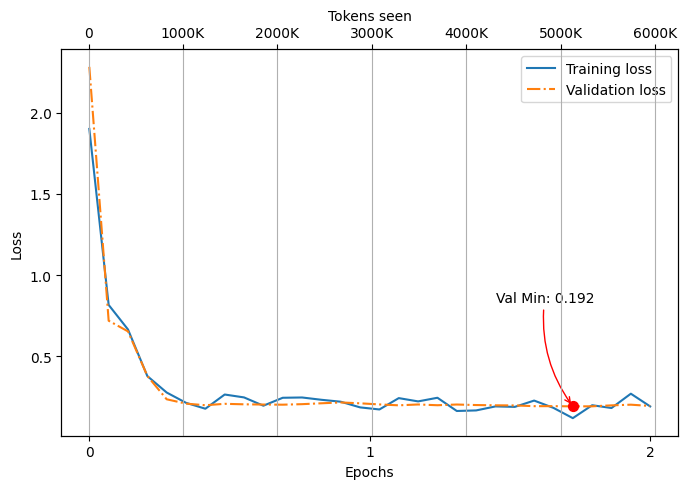 Tokens seen
0 1000K 2000K 3000K 4000K 5000K 6000K
Training loss
Validation loss
2.0
1.5
1.0
0.5
Loss
Val Min: 0.192
0 1 2
Epochs